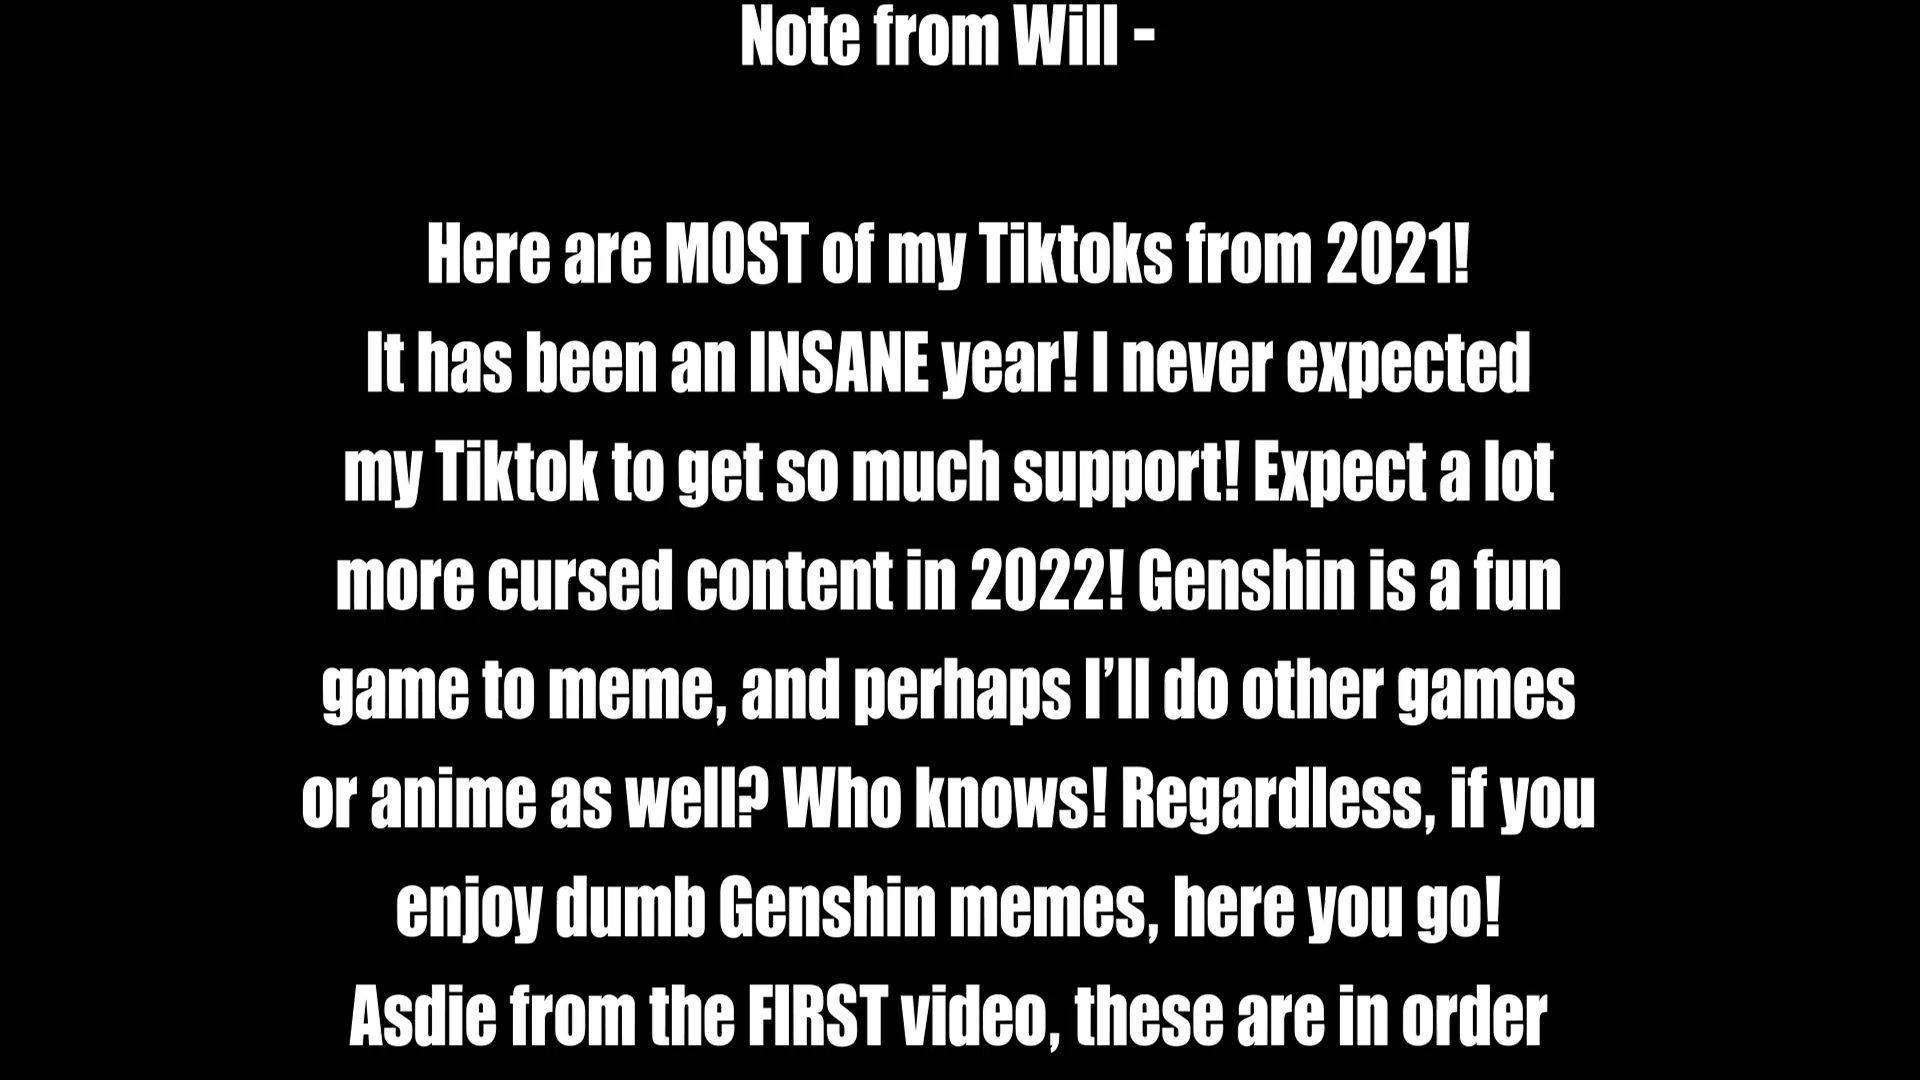 Note from Will -
Here are MOST of my Tiktoks from 2021!
It has been an INSANE year! I never expected
my Tiktok to get so much support! Expect a lot
more cursed content in 2022! Genshin is a fun
game to meme, and perhaps I’ll do other games
or anime as well? Who knows! Regardless, if you
enjoy dumb Genshin memes, here you go!
Asdie from the FIRST video, these are in order